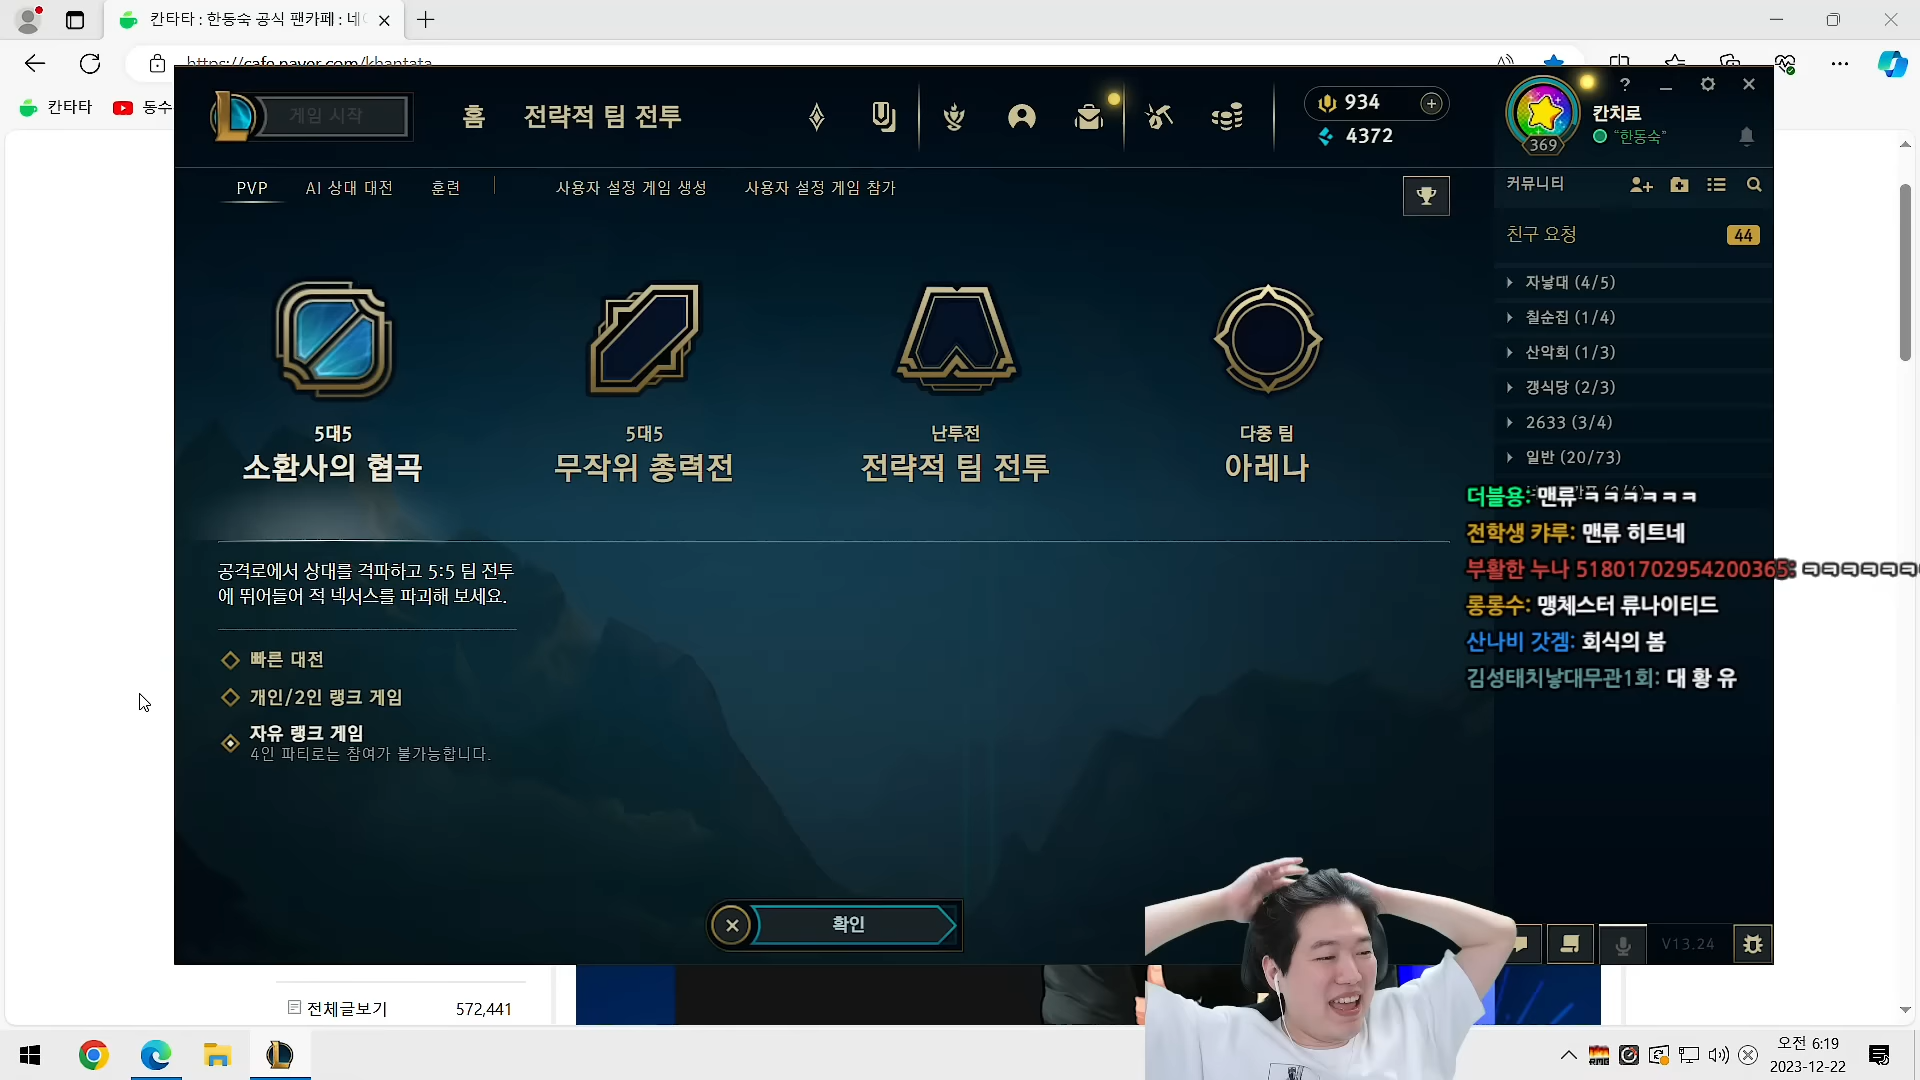 칸타타 : 한동숙 공식 팬카페 : 네
https://cafe.naver.com/khantata
칸타타
동수
게임 시작
홈
전략적 팀 전투
934
4372
369
칸치로
"한동숙"
PVP
AI 상대 대전
훈련
사용자 설정 게임 생성
사용자 설정 게임 참가
커뮤니티
친구 요청
44
자낳대 (4/5)
칠순집 (1/4)
산악회 (1/3)
갱식당 (2/3)
2633 (3/4)
일반 (20/73)
5대5
소환사의 협곡
5대5
무작위 총력전
난투전
전략적 팀 전투
다중 팀
아레나
더블용: 맨류ㅋㅋㅋㅋㅋㅋ
전학생 캬루: 맨류 히트네
부활한 누나 51801702954200365: ㅋㅋㅋㅋㅋㅋㅋ
롱롱수: 맹체스터 류나이티드
산나비 갓겜: 회식의 봄
김성태치낳대무관1회: 대 황 유
공격로에서 상대를 격파하고 5:5 팀 전투
에 뛰어들어 적 넥서스를 파괴해 보세요.
빠른 대전
개인/2인 랭크 게임
자유 랭크 게임
4인 파티로는 참여가 불가능합니다.
확인
V13.24
전체글보기
572,441
오전 6:19
2023-12-22